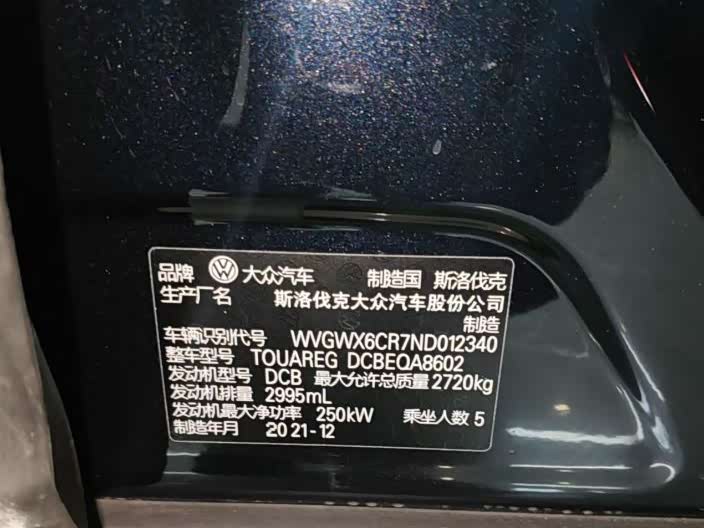 品牌 大众汽车 制造国 斯洛伐克
生产厂名 斯洛伐克大众汽车股份公司
制造
车辆识别代号 WVGWX6CR7ND012340
整车型号 TOUAREG DCBEQA8602
发动机型号 DCB 最大允许总质量 2720kg
发动机排量 2995mL
发动机最大净功率 250kW 乘坐人数 5
制造年月 2021-12